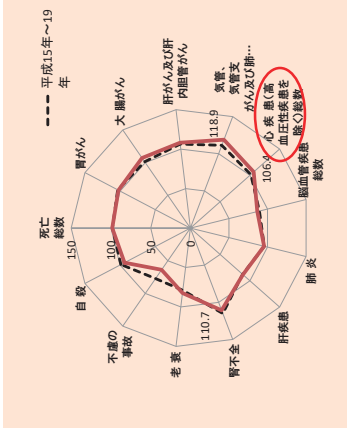 平成15年～19
年
死亡
総数
胃がん
大腸がん
肝がん及び肝
内胆管がん
気管、
気管支
がん及び肺…
心疾患(高
血圧性疾患を
除く)総数
脳血管疾患
総数
肺炎
肝疾患
腎不全
老衰
不慮の
事故
自殺
150
100
50
0
118.9
106.4
110.7